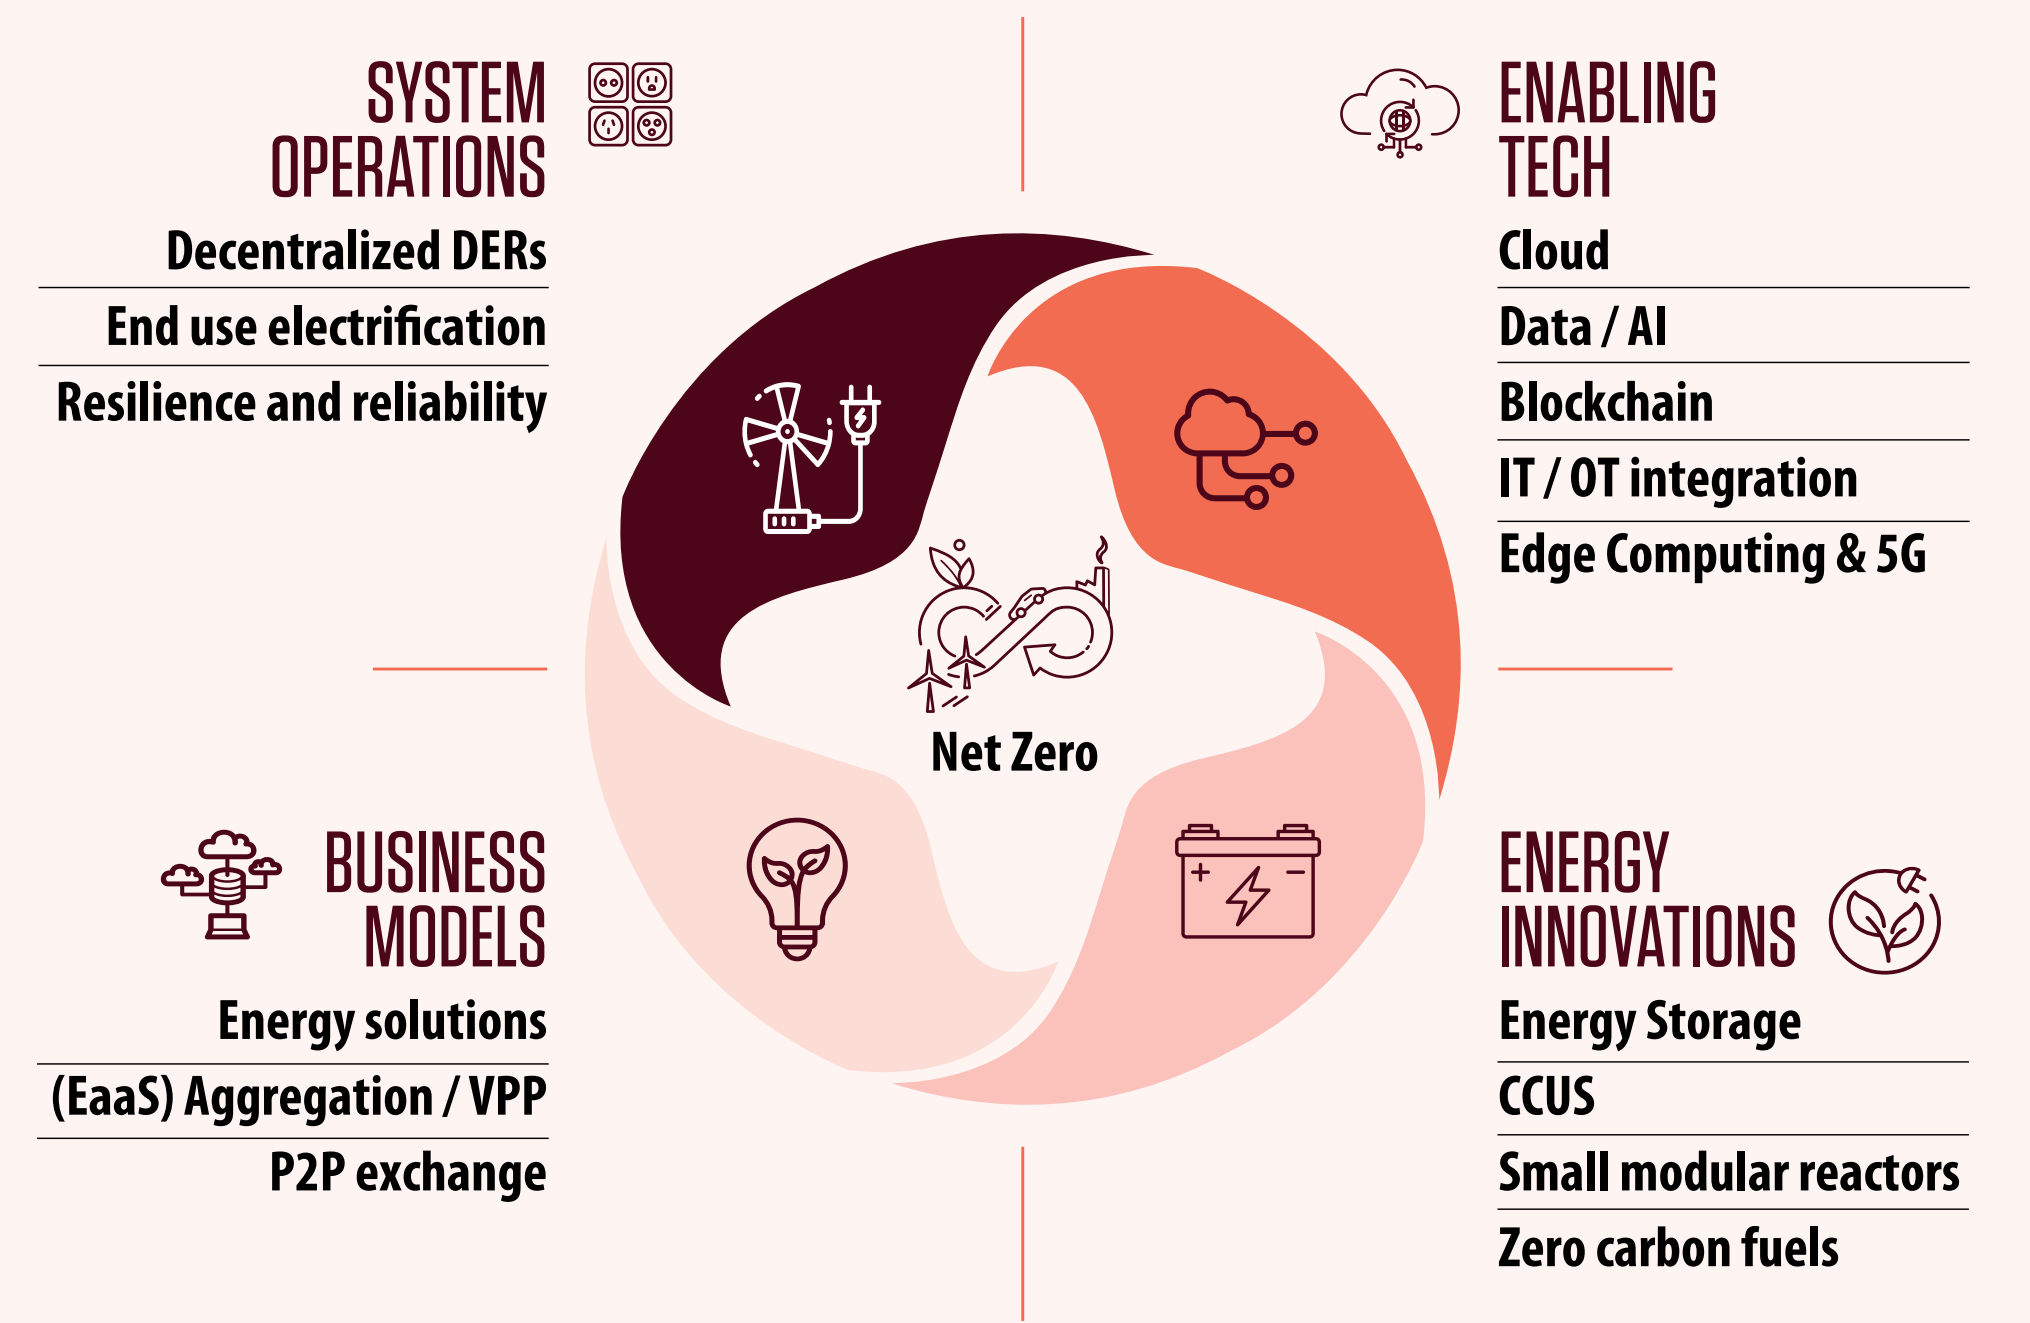 SYSTEM
OPERATIONS
Decentralized DERs
End use electrification
Resilience and reliability
ENABLING
TECH
Cloud
Data / AI
Blockchain
IT / OT integration
Edge Computing & 5G
Net Zero
BUSINESS
MODELS
Energy solutions
(EaaS) Aggregation / VPP
P2P exchange
ENERGY
INNOVATIONS
Energy Storage
CCUS
Small modular reactors
Zero carbon fuels